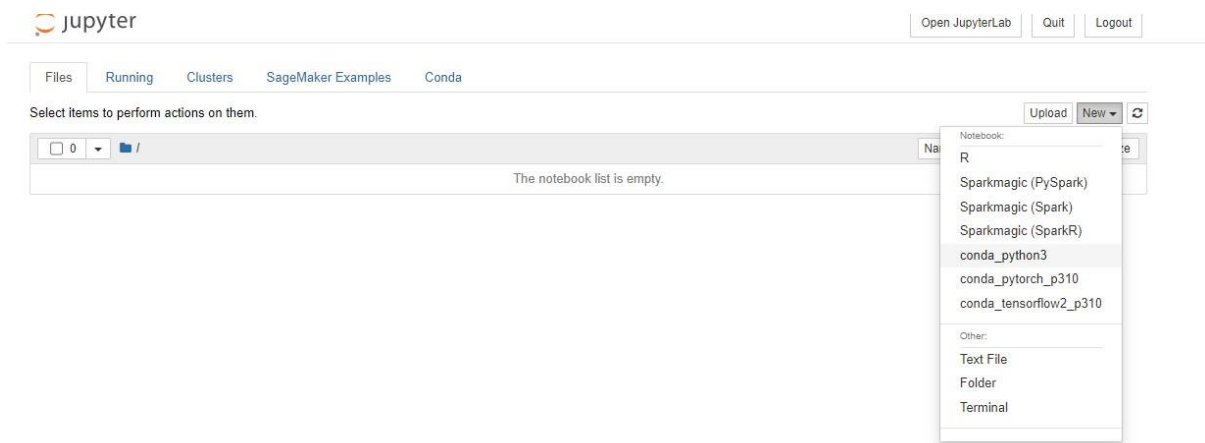 jupyter
Open JupyterLab Quit Logout
Files Running Clusters SageMaker Examples Conda
Select items to perform actions on them.
Upload New
0 /
The notebook list is empty.
Notebook:
R
Sparkmagic (PySpark)
Sparkmagic (Spark)
Sparkmagic (SparkR)
conda_python3
conda_pytorch_p310
conda_tensorflow2_p310
Other:
Text File
Folder
Terminal